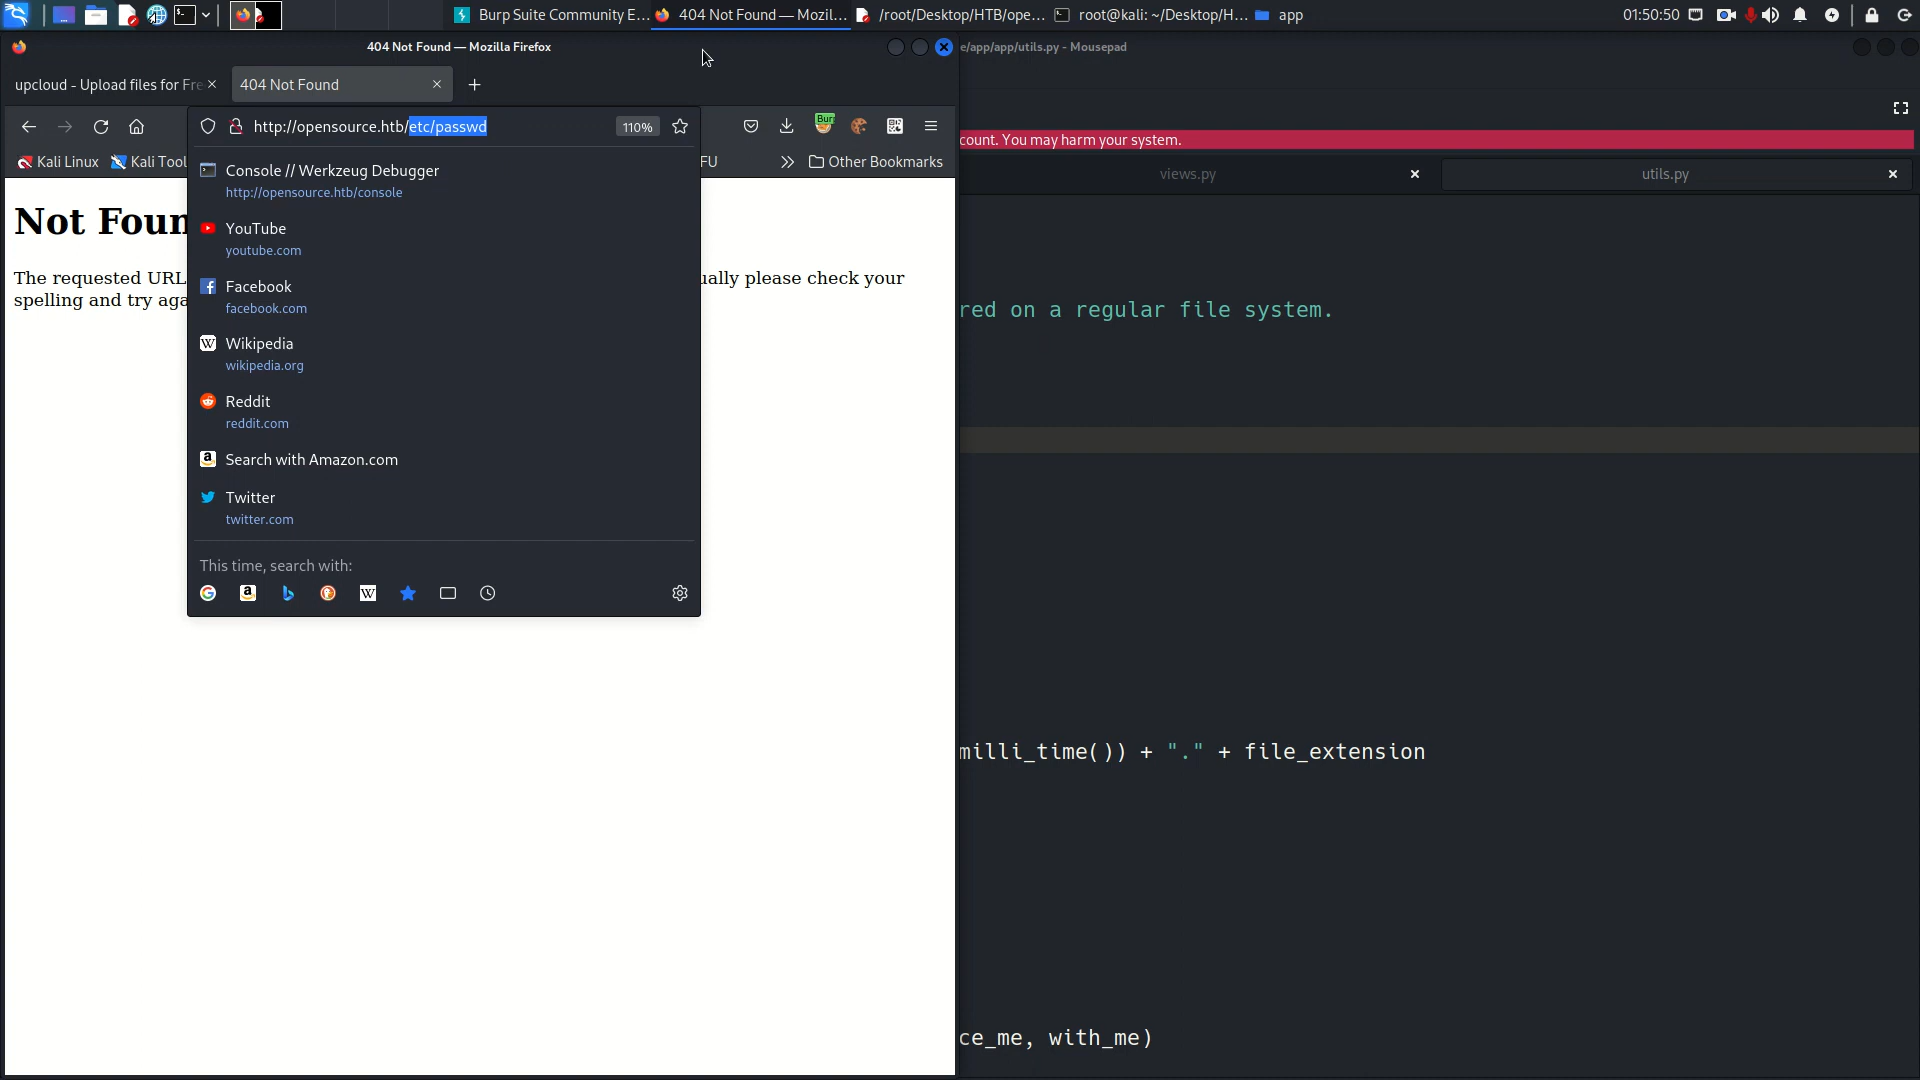 Burp Suite Community E...
404 Not Found — Mozil...
/root/Desktop/HTB/ope...
root@kali: ~/Desktop/H...
app
01:50:50
404 Not Found — Mozilla Firefox
e/app/app/utils.py - Mousepad
upcloud - Upload files for Fre
404 Not Found
http://opensource.htb/etc/passwd
110%
Bur
count. You may harm your system.
Kali Linux
Kali Tool
FU
Other Bookmarks
views.py
utils.py
Console // Werkzeug Debugger
http://opensource.htb/console
Not Foun
YouTube
youtube.com
The requested URL
ually please check your
spelling and try aga
Facebook
facebook.com
red on a regular file system.
Wikipedia
wikipedia.org
Reddit
reddit.com
Search with Amazon.com
Twitter
twitter.com
This time, search with:
milli_time()) + "." + file_extension
ce_me, with_me)